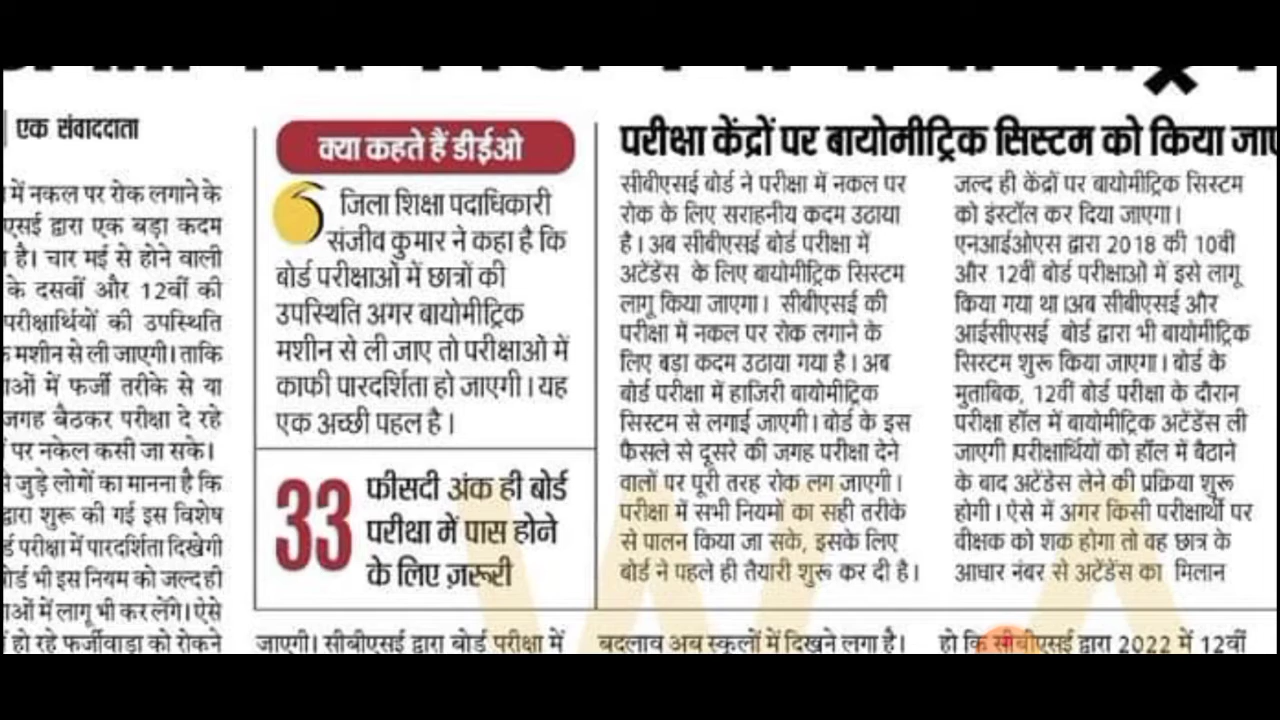 एक संवाददाता
में नकल पर रोक लगाने के
द्वारा एक बड़ा कदम
है। चार मई से होने वाली
के दसवीं और 12वीं की
परीक्षार्थियों की उपस्थिति
मशीन से ली जाएगी। ताकि
में फर्जी तरीके से या
जगह बैठकर परीक्षा दे रहे
पर नकेल कसी जा सके।
जुड़े लोगों का मानना है कि
द्वारा शुरू की गई इस विशेष
परीक्षा में पारदर्शिता दिखेगी
भी इस नियम को जल्द ही
में लागू भी कर लेंगे। ऐसे
हो रहे फर्जीवाड़ा को रोकने
क्या कहते हैं डीईओ
जिला शिक्षा पदाधिकारी
संजीव कुमार ने कहा है कि
बोर्ड परीक्षाओं में छात्रों की
उपस्थिति अगर बायोमीट्रिक
मशीन से ली जाए तो परीक्षाओं में
काफी पारदर्शिता हो जाएगी । यह
एक अच्छी पहल है ।
33 फीसदी अंक ही बोर्ड
परीक्षा में पास होने
के लिए ज़रूरी
जाएगी। सीबीएसई द्वारा बोर्ड परीक्षा में
परीक्षा केंद्रों पर बायोमीट्रिक सिस्टम को किया
सीबीएसई बोर्ड ने परीक्षा में नकल पर
रोक के लिए सराहनीय कदम उठाया
है । अब सीबीएसई बोर्ड परीक्षा में
अटेंडेंस के लिए बायोमीट्रिक सिस्टम
लागू किया जाएगा । सीबीएसई की
परीक्षा में नकल पर रोक लगाने के
लिए बड़ा कदम उठाया गया है । अब
बोर्ड परीक्षा में हाजिरी बायोमीट्रिक
सिस्टम से लगाई जाएगी । बोर्ड के इस
फैसले से दूसरे की जगह परीक्षा देने
वालों पर पूरी तरह रोक लग जाएगी ।
परीक्षा में सभी नियमों का सही तरीके
से पालन किया जा सके, इसके लिए
बोर्ड ने पहले ही तैयारी शुरू कर दी है ।
बदलाव अब स्कूलों में दिखने लगा है।
जल्द ही केंद्रों पर बायोमीट्रिक सिस्टम
को इंस्टॉल कर दिया जाएगा ।
एनआईओएस द्वारा 2018 की 10वीं
और 12वीं बोर्ड परीक्षाओं में इसे लागू
किया गया था ।अब सीबीएसई और
आईसीएसई बोर्ड द्वारा भी बायोमीट्रिक
सिस्टम शुरू किया जाएगा । बोर्ड के
मुताबिक, 12वीं बोर्ड परीक्षा के दौरान
परीक्षा हॉल में बायोमीट्रिक अटेंडेंस ली
जाएगी ।परीक्षार्थियों को हॉल में बैठाने
के बाद अटेंडेंस लेने की प्रक्रिया शुरू
होगी । ऐसे में अगर किसी परीक्षार्थी पर
वीक्षक को शक होगा तो वह छात्र के
आधार नंबर से अटेंडेंस का मिलान
हो कि सीबीएसई द्वारा 2022 में 12वीं